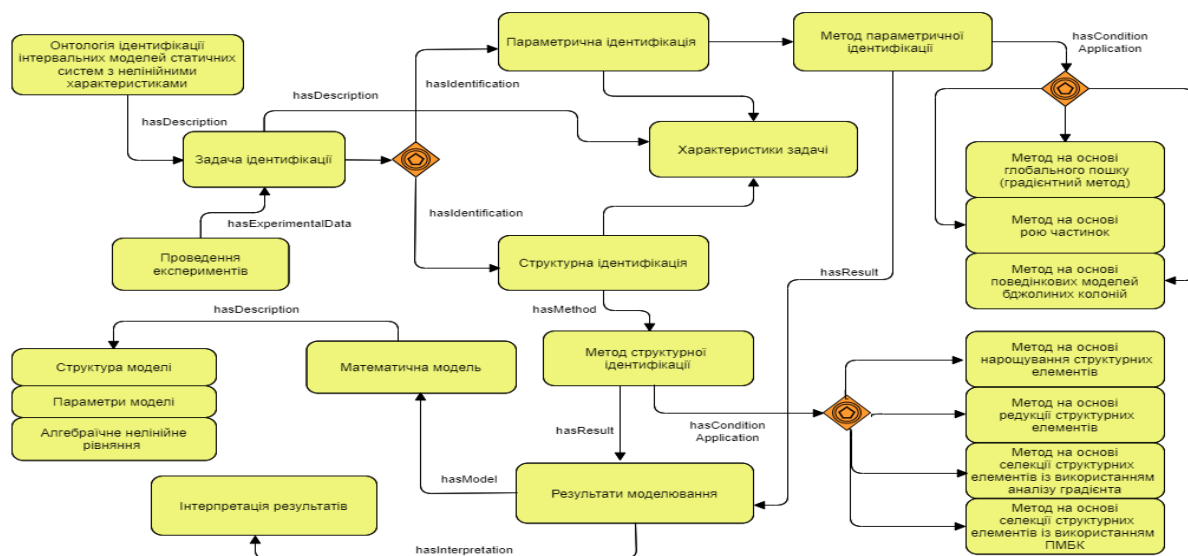 Онтологія ідентифікації
інтервальних моделей статичних
систем з нелінійними
характеристиками
hasDescription
Задача ідентифікації
hasExperimentalData
Проведення
експериментів
hasDescription
hasIdentification
hasIdentification
Параметрична ідентифікація
Метод параметричної
ідентифікації
hasCondition
Application
Характеристики задачі
Структурна ідентифікація
hasMethod
hasResult
Метод на основі
глобального пошку
(градієнтний метод)
Метод на основі
рою частинок
Метод на основі
поведінкових моделей
бджолиних колоній
hasDescription
Структура моделі
Параметри моделі
Алгебраїчне нелінійне
рівняння
Математична модель
Метод структурної
ідентифікації
hasResult
hasCondition
Application
Метод на основі
нарощування структурних
елементів
Метод на основі
редукції структурних
елементів
Метод на основі
селекції структурних
елементів із використанням
аналізу градієнта
Метод на основі
селекції структурних
елементів із використанням
ПМБК
hasModel
Результати моделювання
Інтерпретація результатів
hasInterpretation